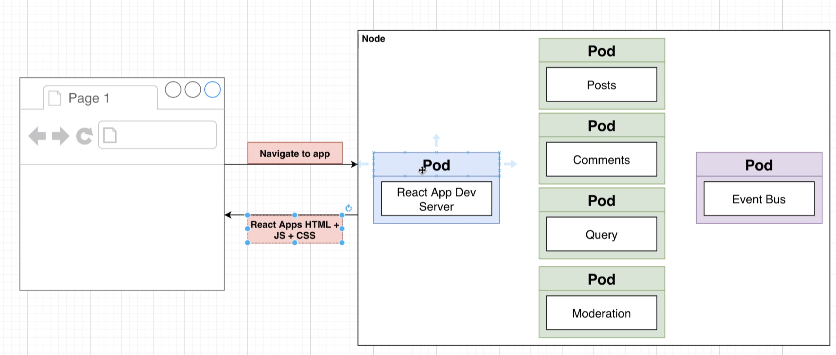 Node
Page 1
Navigate to app
React Apps HTML +
JS + CSS
Pod
React App Dev
Server
Pod
Posts
Pod
Comments
Pod
Query
Pod
Moderation
Pod
Event Bus